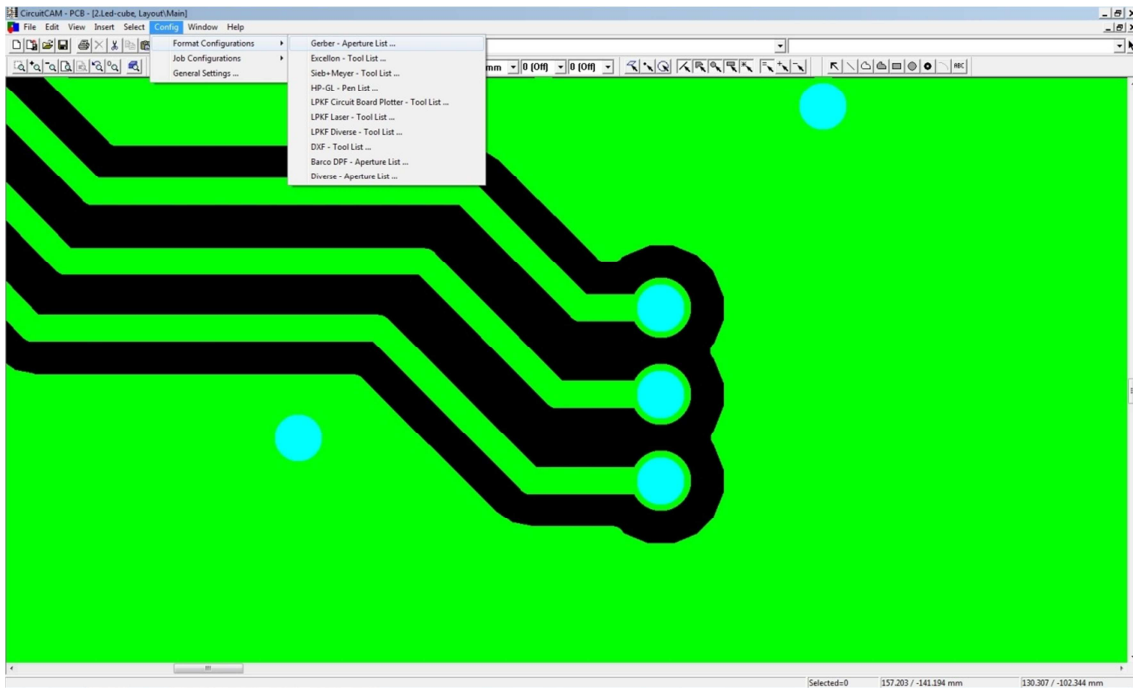 CircuitCAM - PCB - [2.Led-cube, Layout\Main]
File Edit View Insert Select Config Window Help
Format Configurations
Job Configurations
General Settings ...
Gerber - Aperture List ...
Excellon - Tool List ...
Sieb+Meyer - Tool List ...
HP-GL - Pen List ...
LPKF Circuit Board Plotter - Tool List ...
LPKF Laser - Tool List ...
LPKF Diverse - Tool List ...
DXF - Tool List ...
Barco DPF - Aperture List ...
Diverse - Aperture List ...
mm 0 (Off) 0 (Off) ABC
Selected=0 157.203 / -141.194 mm 130.307 / -102.344 mm